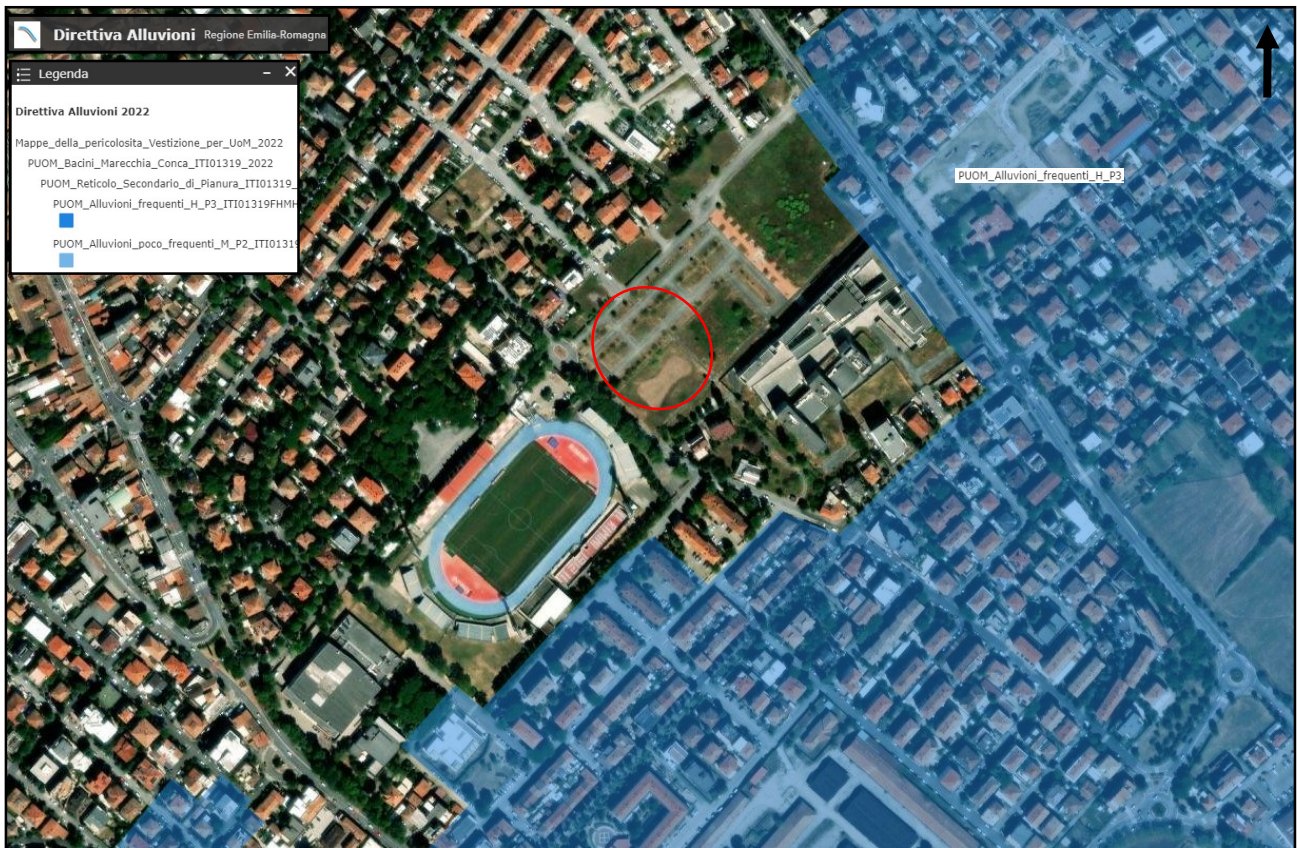 Direttiva Alluvioni Regione Emilia-Romagna
Legenda
Direttiva Alluvioni 2022
Mappe_della_pericolosita_Vestizione_per_UoM_2022
PUOM_Bacini_Marecchia_Conca_ITI01319_2022
PUOM_Reticolo_Secondario_di_Pianura_ITI01319_
PUOM_Alluvioni_frequenti_H_P3_ITI01319FHMH
PUOM_Alluvioni_poco_frequenti_M_P2_ITI01319
PUOM_Alluvioni_frequenti_H_P3